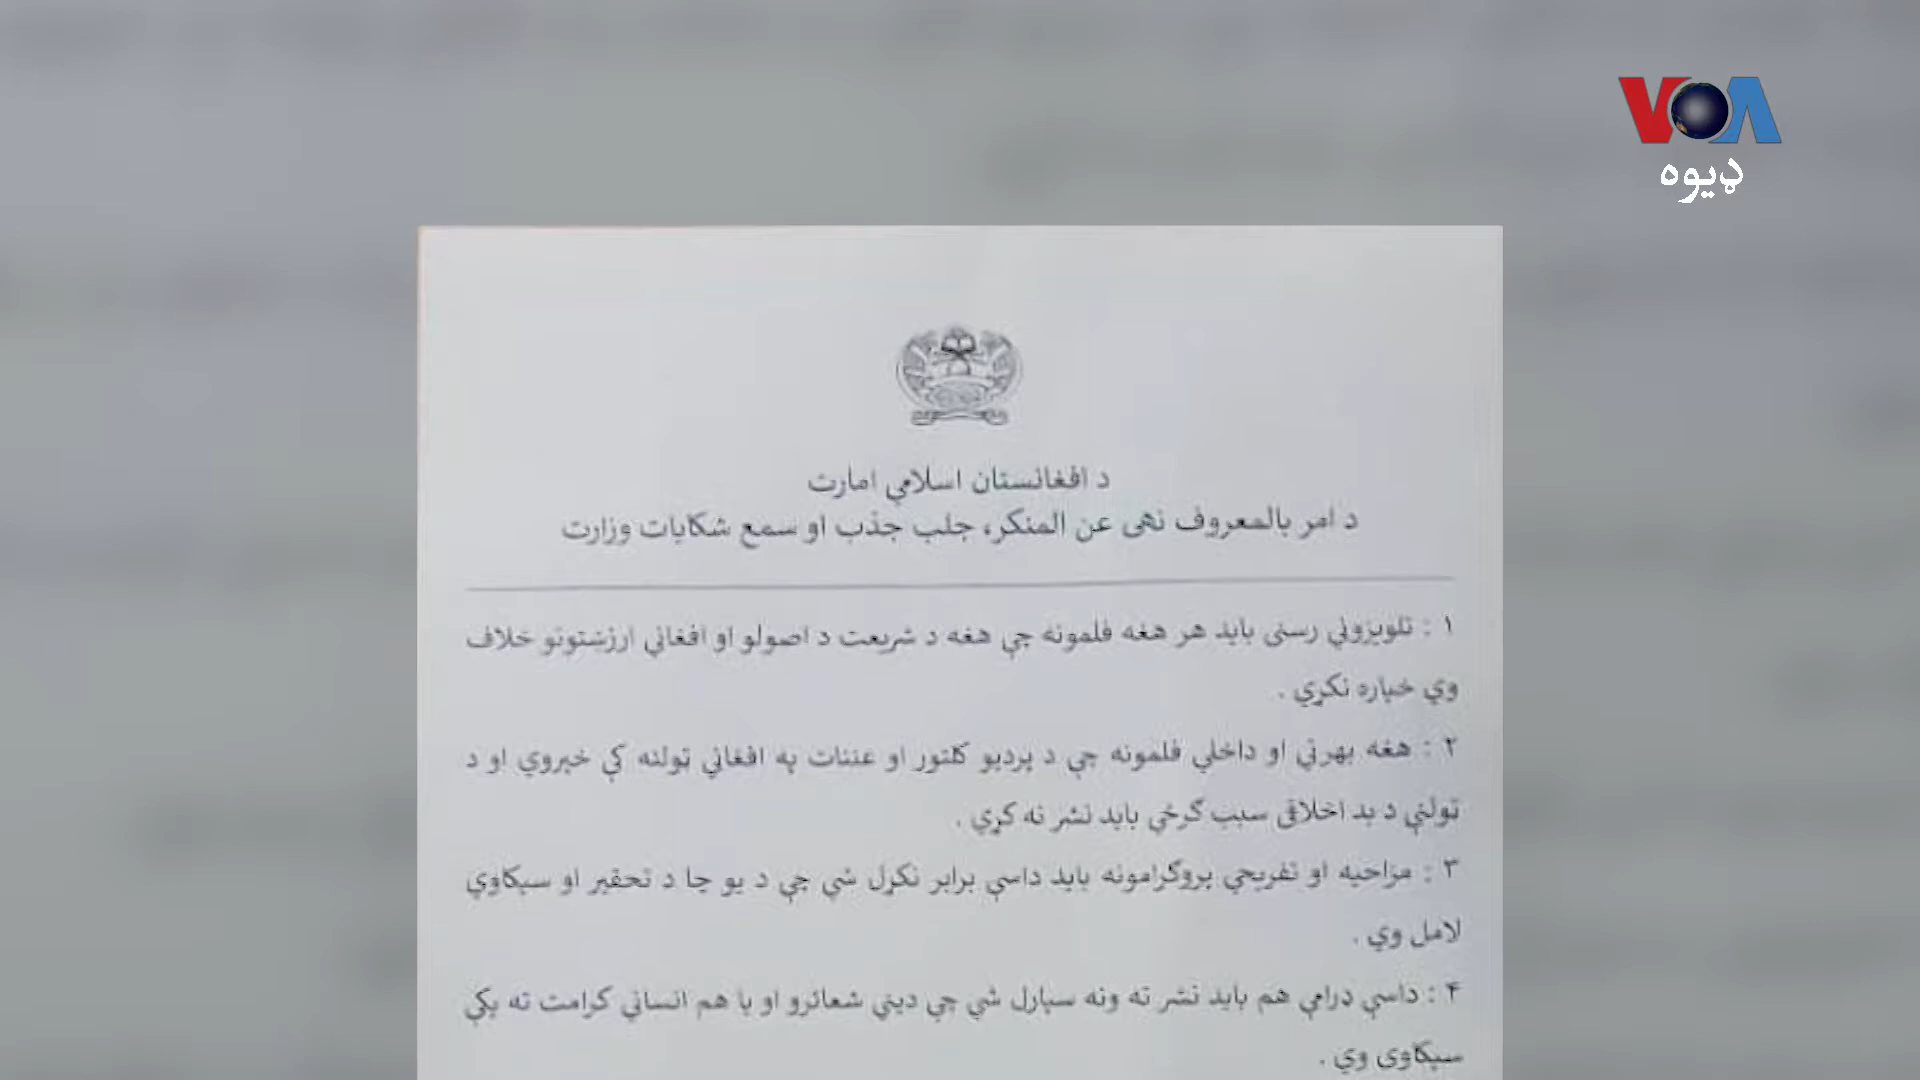 VOA
ډیوه
د افغانستان اسلامي امارت
د امر بالمعروف نهی عن المنکر، جلب جذب او سمع شکایات وزارت
۱ : تلویزوني رسنی باید هر هغه فلمونه چې هغه د شریعت د اصولو او افغاني ارزښتونو خلاف
وي خپاره نکړي .
۲ : هغه بهرني او داخلي فلمونه چې د پردیو کلتور او عننات په افغاني ټولنه کې خپروي او د
ټولنې د بد اخلاقی سبب ګرځي باید نشر نه کړي .
۳ : مزاحیه او تفریحي پروګرامونه باید داسې برابر نکړل شي چې د یو چا د تحقیر او سپکاوي
لامل وي .
۴ : داسې ډرامې هم باید نشر ته ونه سپارل شي چې دیني شعائرو او یا هم انساني کرامت ته پکې
سپکاوی وي .